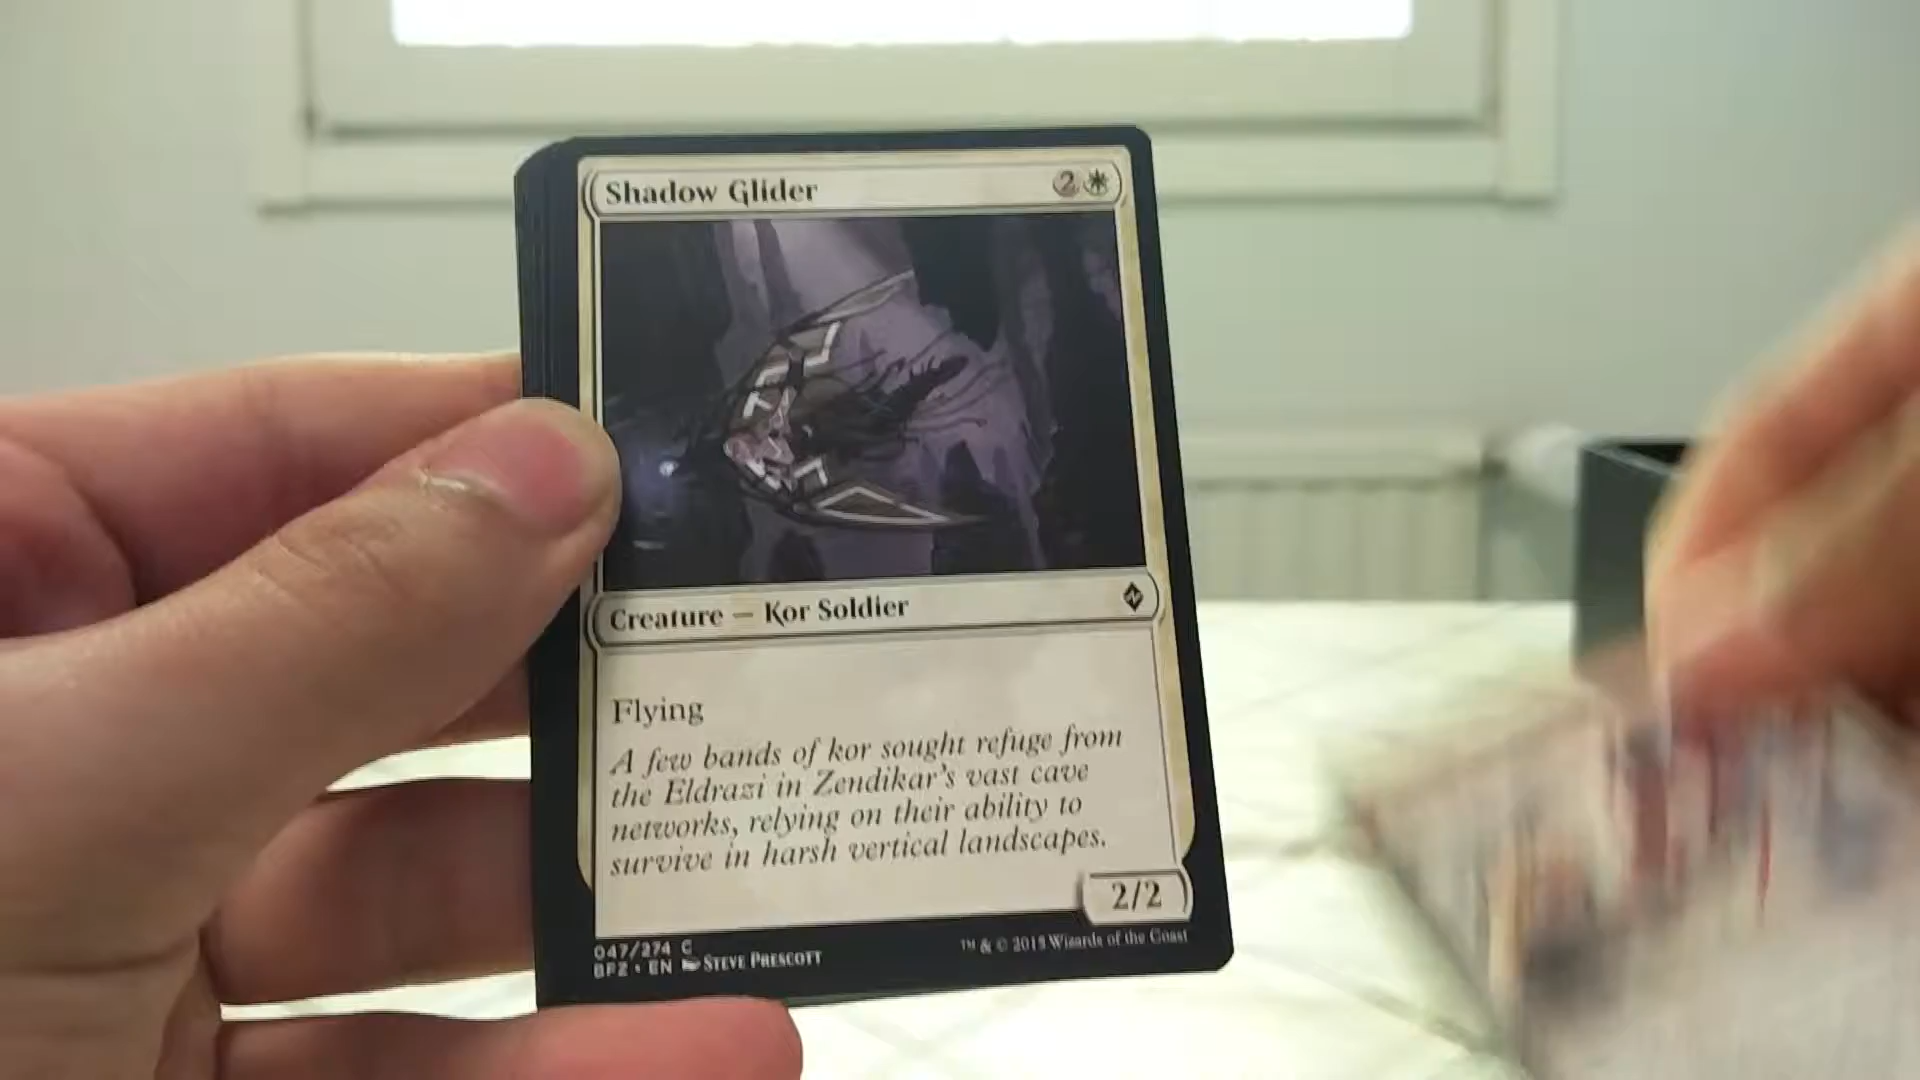 Shadow Glider 2
Creature — Kor Soldier
Flying
A few bands of kor sought refuge from
the Eldrazi in Zendikar's vast cave
networks, relying on their ability to
survive in harsh vertical landscapes.
2/2
047/274 C
BFZ • EN STEVE PRESCOTT
™ & © 2015 Wizards of the Coast